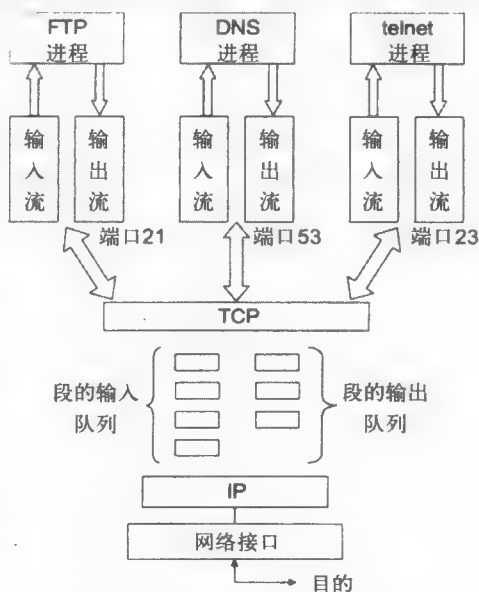 FTP
进程
DNS
进程
telnet
进程
输入流
输出流
输入流
输出流
输入流
输出流
端口21
端口53
端口23
TCP
段的输入
队列
段的输出
队列
IP
网络接口
目的